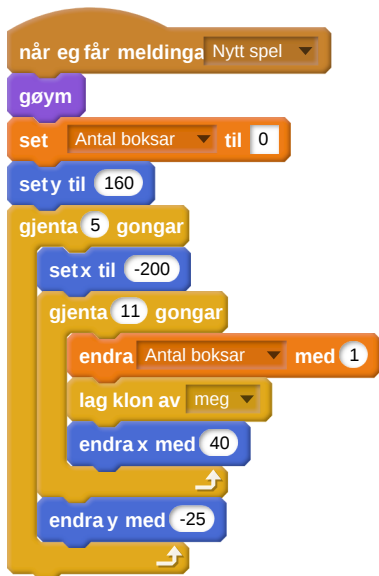 når eg får meldinga Nytt spel
gøym
set Antal boksar til 0
set y til 160
gjenta 5 gongar
set x til -200
gjenta 11 gongar
endra Antal boksar med 1
lag klon av meg
endra x med 40
endra y med -25